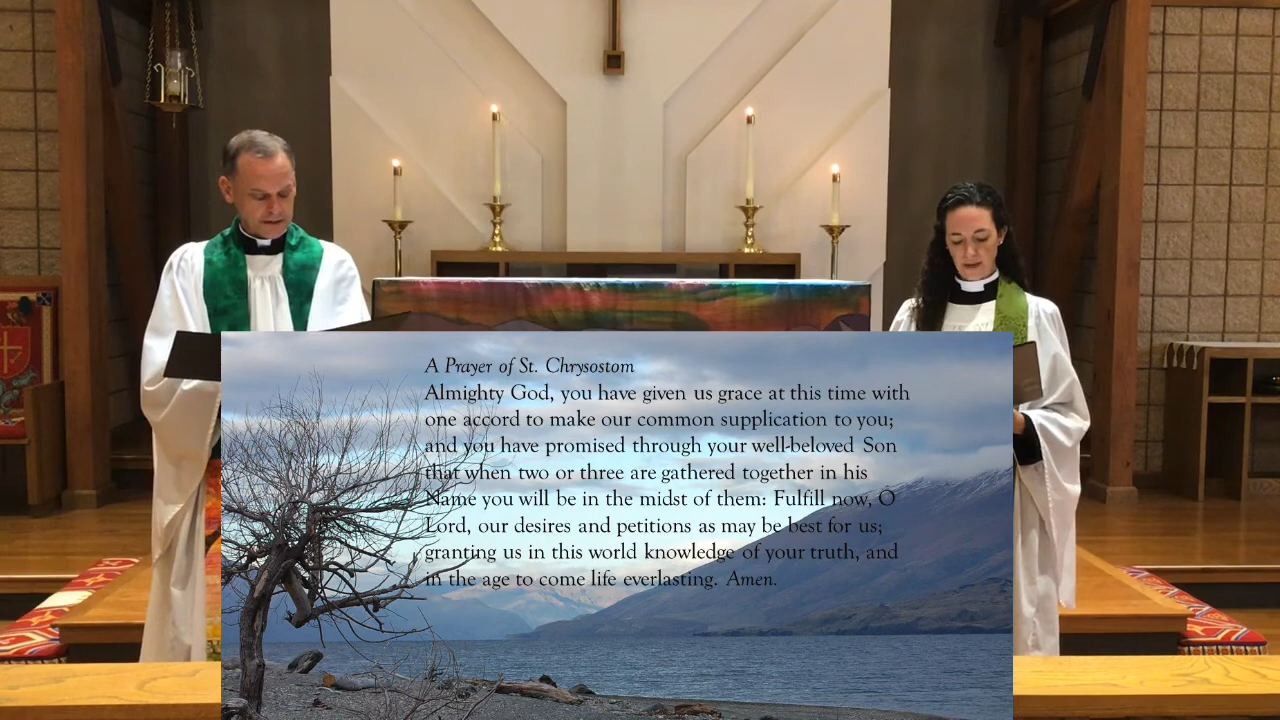 A Prayer of St. Chrysostom
Almighty God, you have given us grace at this time with
one accord to make our common supplication to you;
and you have promised through your well-beloved Son
that when two or three are gathered together in his
Name you will be in the midst of them: Fulfill now, O
Lord, our desires and petitions as may be best for us;
granting us in this world knowledge of your truth, and
in the age to come life everlasting. Amen.